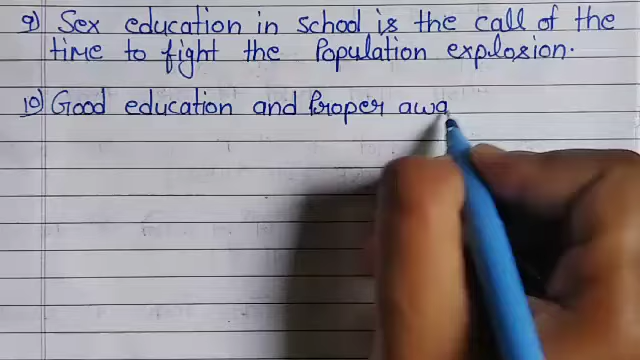 9) Sex education in school is the call of the
time to fight the Population explosion.
10) Good education and Proper awa